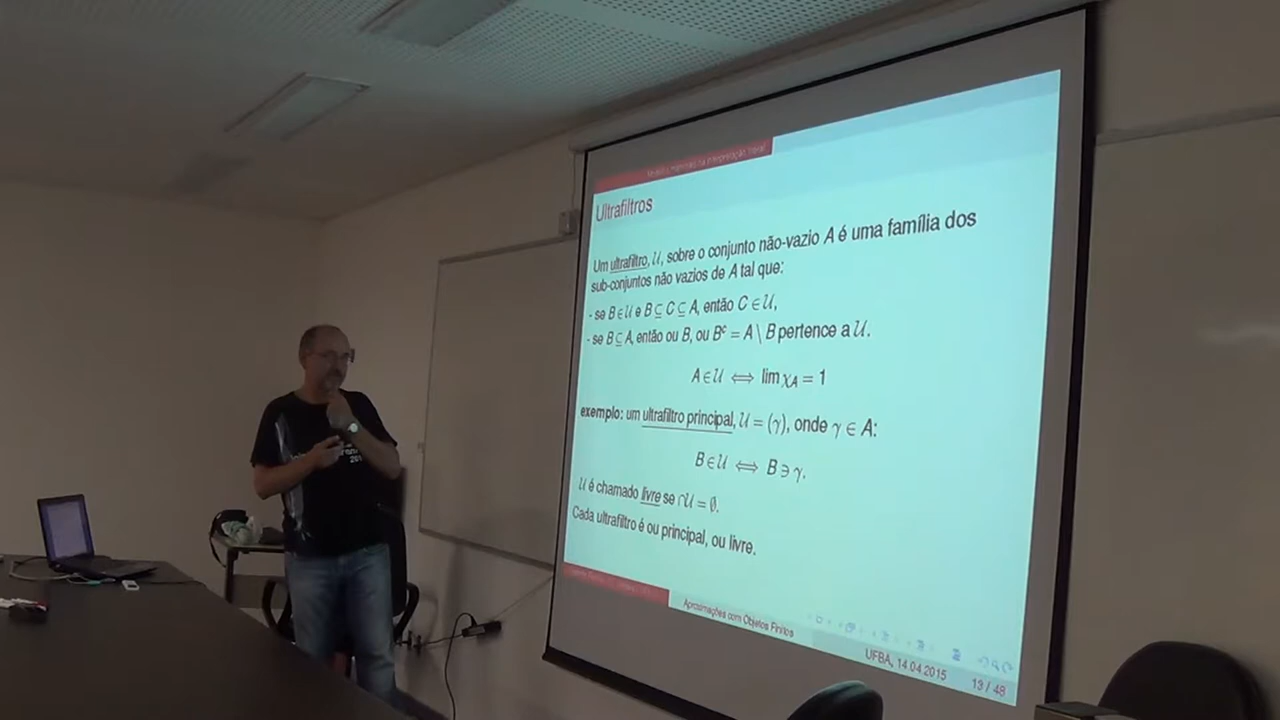 Ultrafiltros
Um ultrafiltro, 𝒰, sobre o conjunto não-vazio A é uma família dos
sub-conjuntos não vazios de A tal que:
- se B ∈ 𝒰 e B ⊆ C ⊆ A, então C ∈ 𝒰,
- se B ⊆ A, então ou B, ou Bᶜ = A \ B pertence a 𝒰.
A ∈ 𝒰 ⟺ lim χ_A = 1
exemplo: um ultrafiltro principal, 𝒰 = (γ), onde γ ∈ A:
B ∈ 𝒰 ⟺ B ∋ γ.
𝒰 é chamado livre se ∩𝒰 = ∅.
Cada ultrafiltro é ou principal, ou livre.
Aproximações com Objetos Finitos
UFBA, 14 04 2015
13 / 48